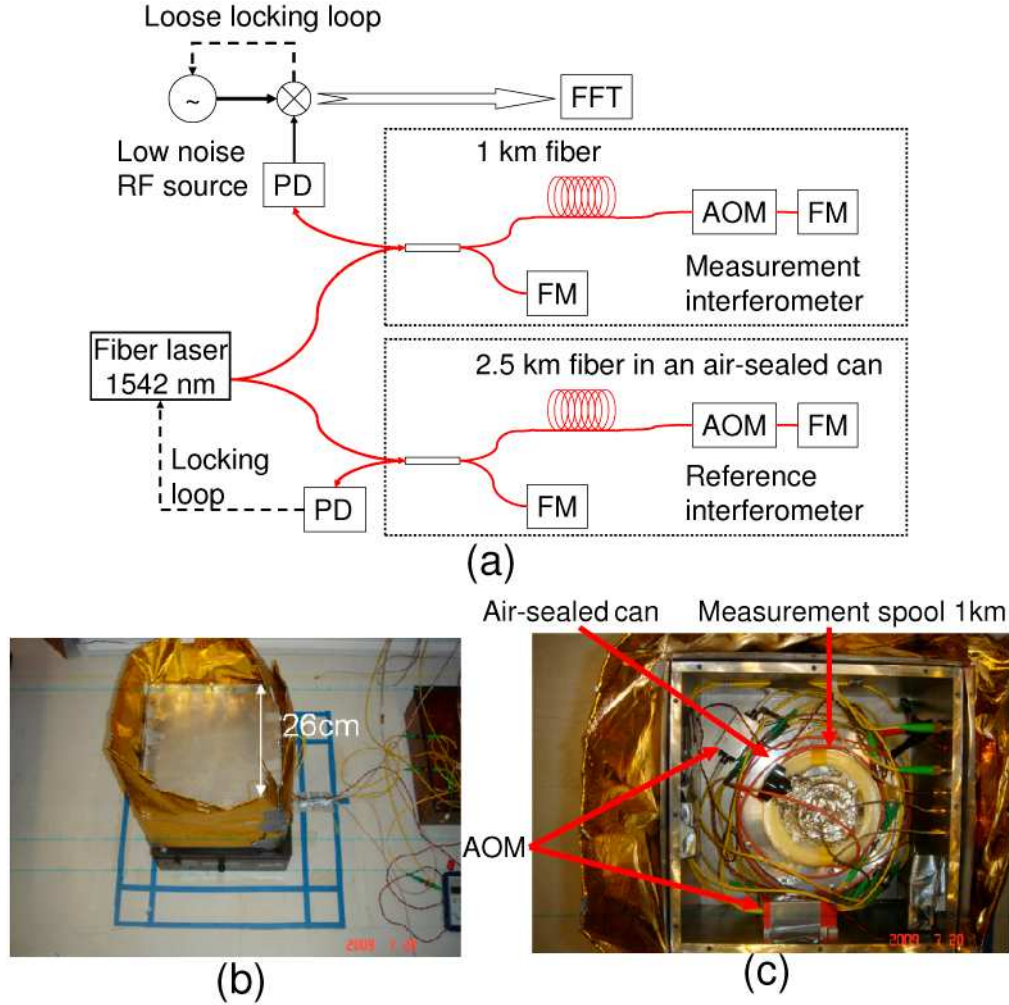 Loose locking loop
~
FFT
Low noise
RF source
PD
1 km fiber
AOM
FM
FM
Measurement
interferometer
Fiber laser
1542 nm
2.5 km fiber in an air-sealed can
AOM
FM
Locking
loop
PD
FM
Reference
interferometer
(a)
Air-sealed can
Measurement spool 1km
26cm
AOM
2009 7 20
2009 7 20
(b)
(c)